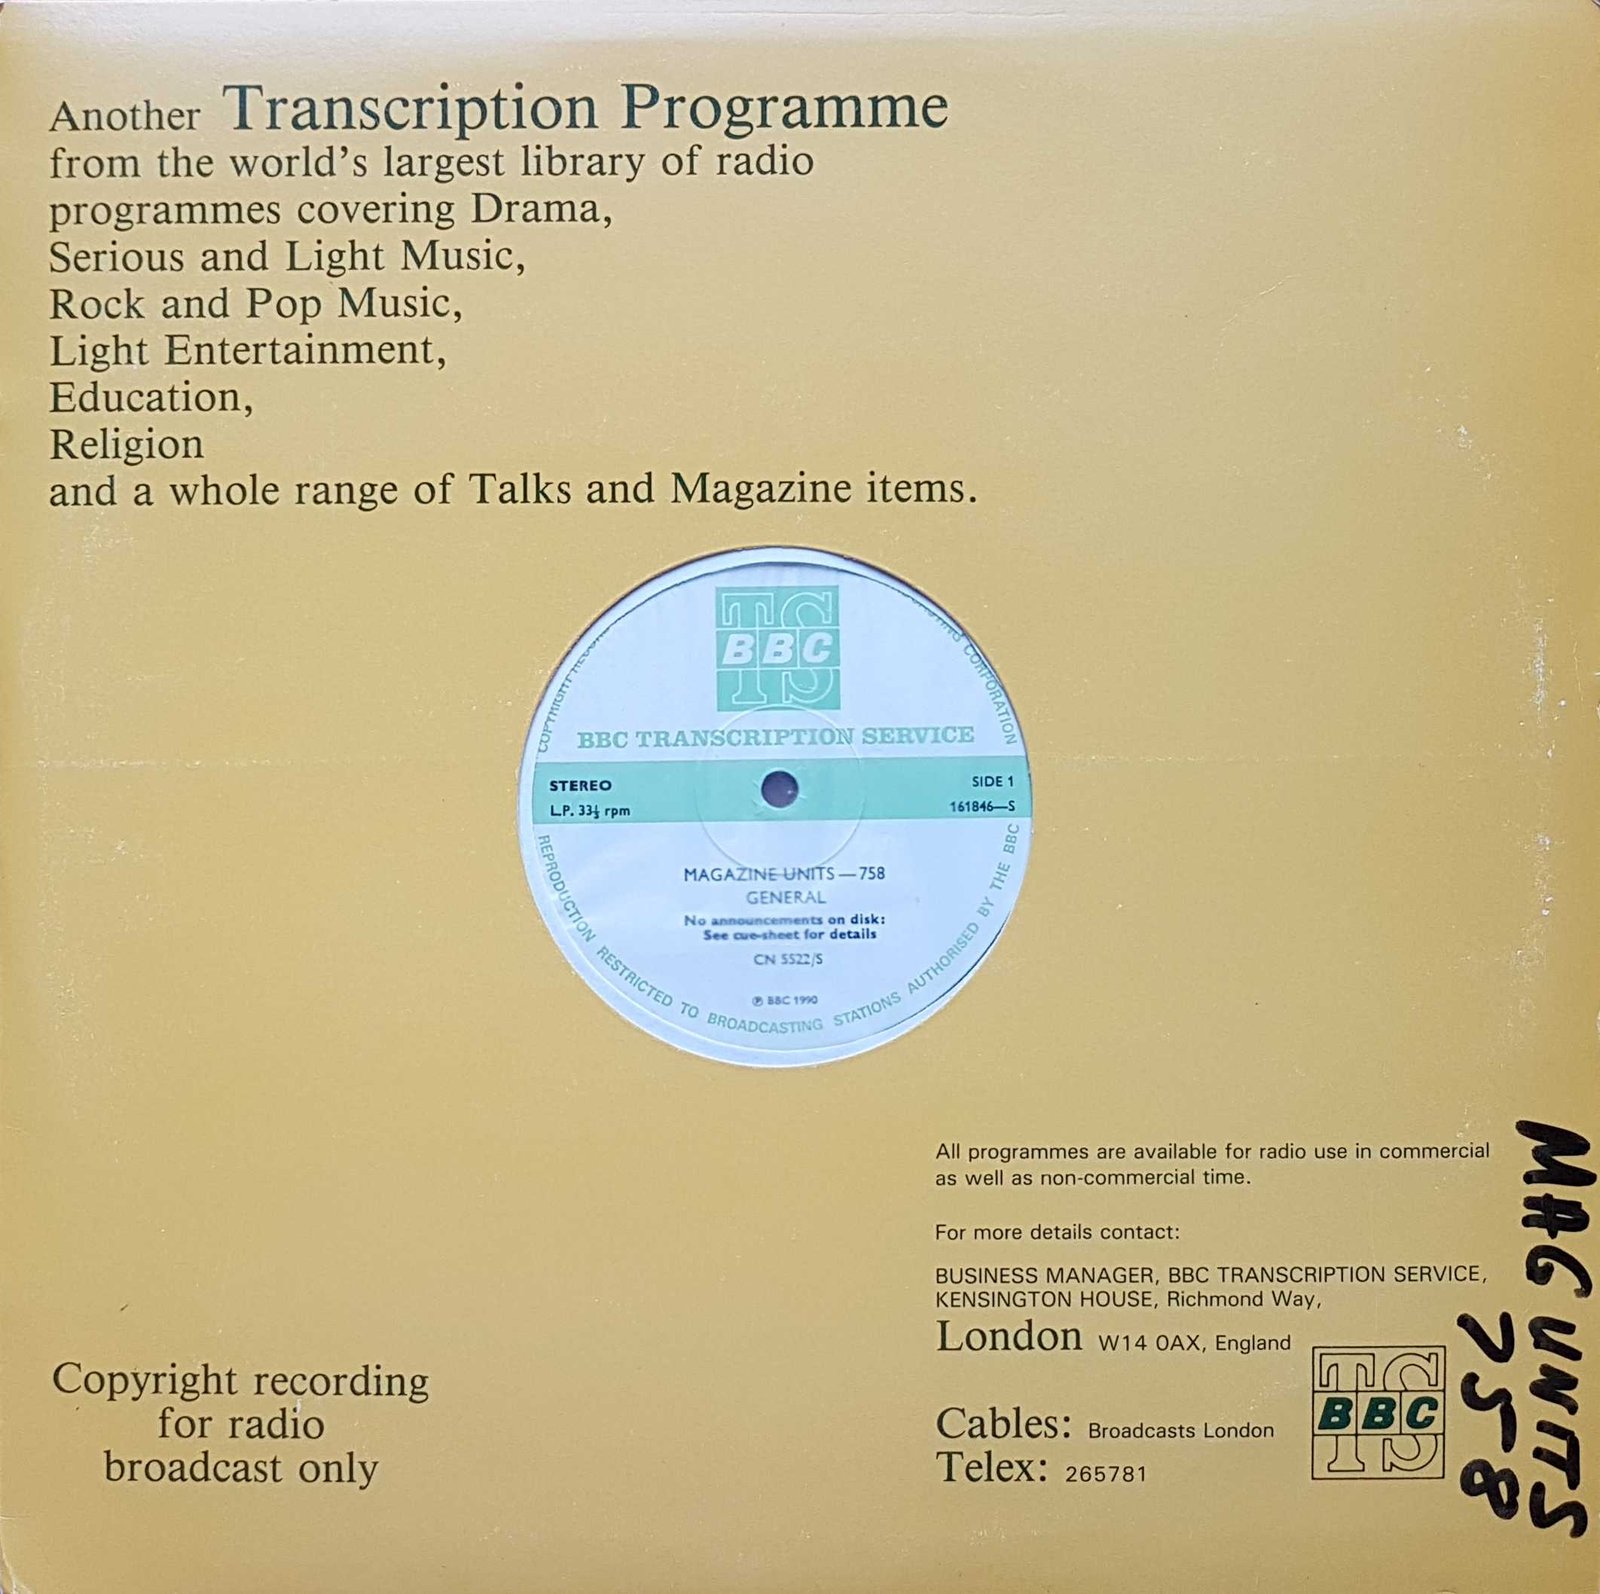 Another Transcription Programme
from the world's largest library of radio
programmes covering Drama,
Serious and Light Music,
Rock and Pop Music,
Light Entertainment,
Education,
Religion
and a whole range of Talks and Magazine items.
TS
BBC
TS
BBC TRANSCRIPTION SERVICE
COPYRIGHT CORPORATION
STEREO
SIDE 1
L.P. 33⅓ rpm
161846—S
MAGAZINE UNITS — 758
GENERAL
No announcements on disk:
See cue-sheet for details
CN 5522/S
℗ BBC 1990
REPRODUCTION RESTRICTED TO BROADCASTING STATIONS AUTHORISED BY THE BBC
All programmes are available for radio use in commercial
as well as non-commercial time.
For more details contact:
BUSINESS MANAGER, BBC TRANSCRIPTION SERVICE,
KENSINGTON HOUSE, Richmond Way,
London W14 0AX, England
Cables: Broadcasts London
Telex: 265781
TS
BBC
TS
Copyright recording
for radio
broadcast only
MAG UNITS
758